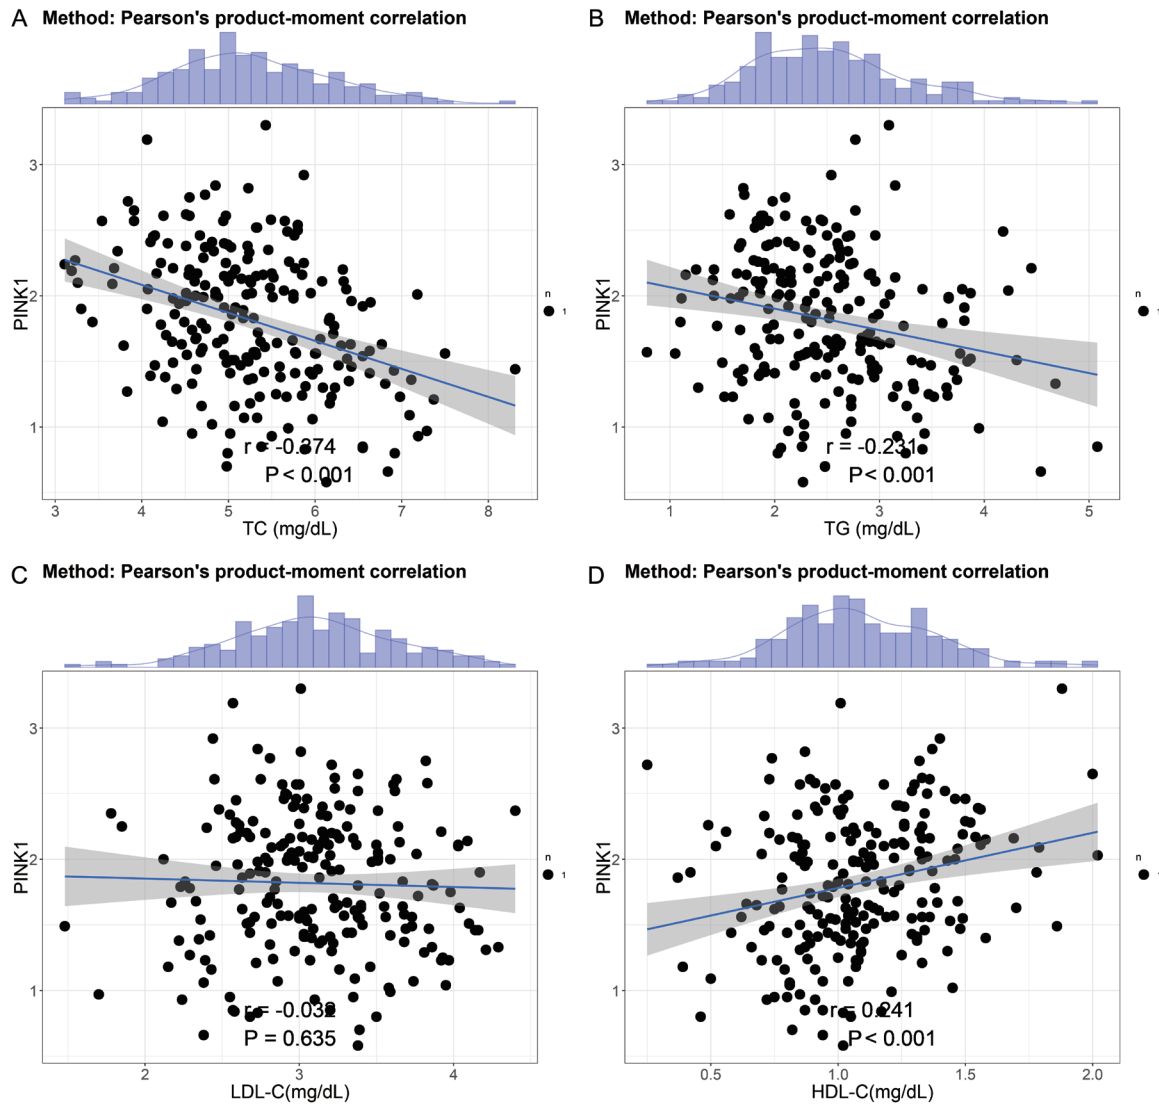 A Method: Pearson's product-moment correlation
PINK1
3
2
1
r = -0.374
P < 0.001
3 4 5 6 7 8
TC (mg/dL)
n
1
B Method: Pearson's product-moment correlation
PINK1
3
2
1
r = -0.231
P < 0.001
1 2 3 4 5
TG (mg/dL)
n
1
C Method: Pearson's product-moment correlation
PINK1
3
2
1
r = -0.032
P = 0.635
2 3 4
LDL-C(mg/dL)
n
1
D Method: Pearson's product-moment correlation
PINK1
3
2
1
r = 0.241
P < 0.001
0.5 1.0 1.5 2.0
HDL-C(mg/dL)
n
1